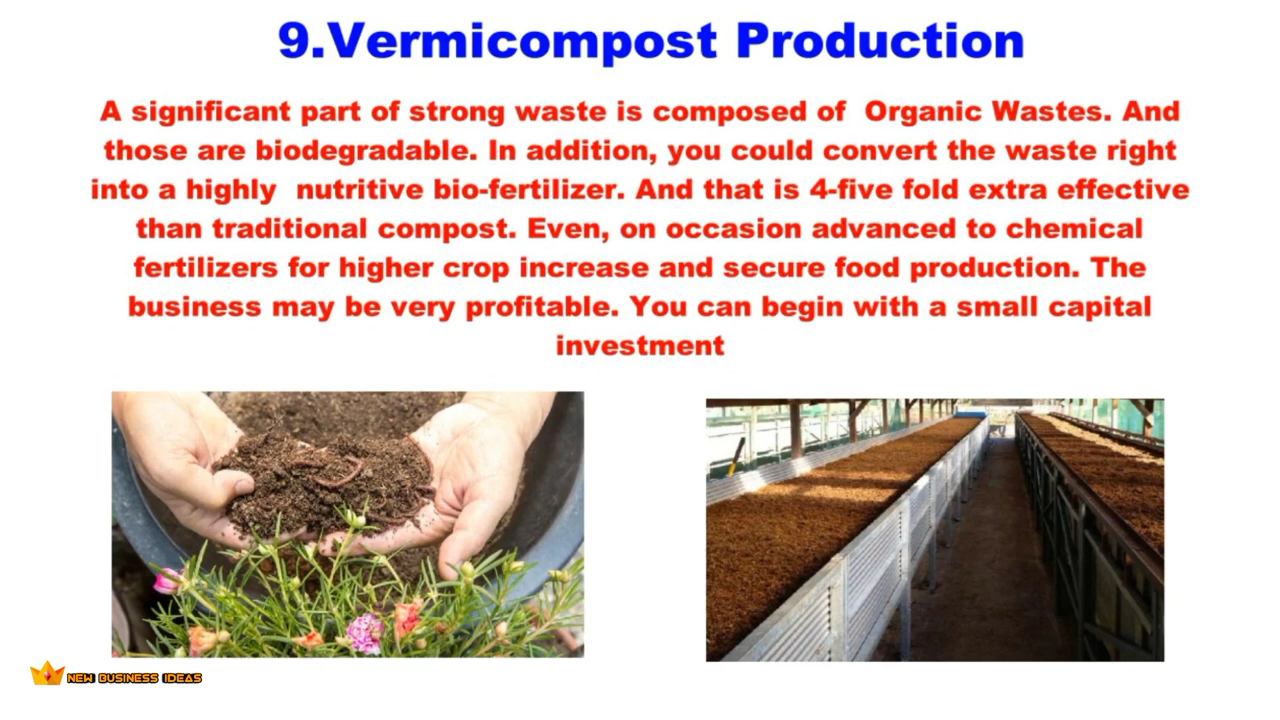 9.Vermicompost Production
A significant part of strong waste is composed of Organic Wastes. And
those are biodegradable. In addition, you could convert the waste right
into a highly nutritive bio-fertilizer. And that is 4-five fold extra effective
than traditional compost. Even, on occasion advanced to chemical
fertilizers for higher crop increase and secure food production. The
business may be very profitable. You can begin with a small capital
investment
NEW BUSINESS IDEAS